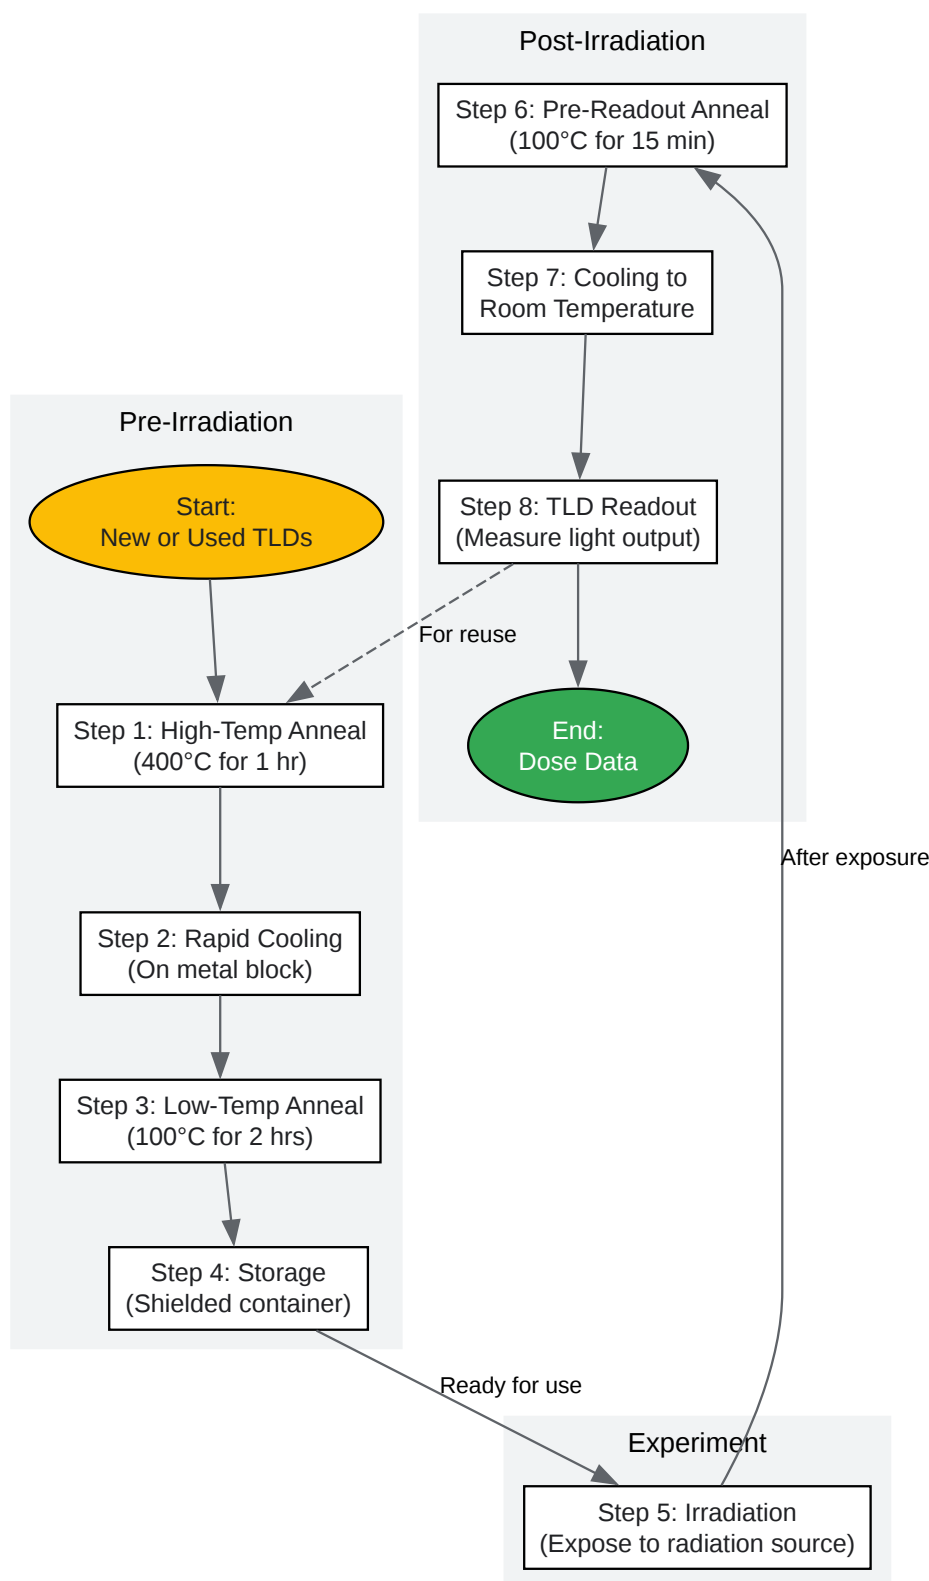 Post-Irradiation
Step 6: Pre-Readout Anneal
(100°C for 15 min)
Step 7: Cooling to
Room Temperature
Step 8: TLD Readout
(Measure light output)
For reuse
End:
Dose Data
Pre-Irradiation
Start:
New or Used TLDs
Step 1: High-Temp Anneal
(400°C for 1 hr)
Step 2: Rapid Cooling
(On metal block)
Step 3: Low-Temp Anneal
(100°C for 2 hrs)
Step 4: Storage
(Shielded container)
Ready for use
Experiment
Step 5: Irradiation
(Expose to radiation source)
After exposure